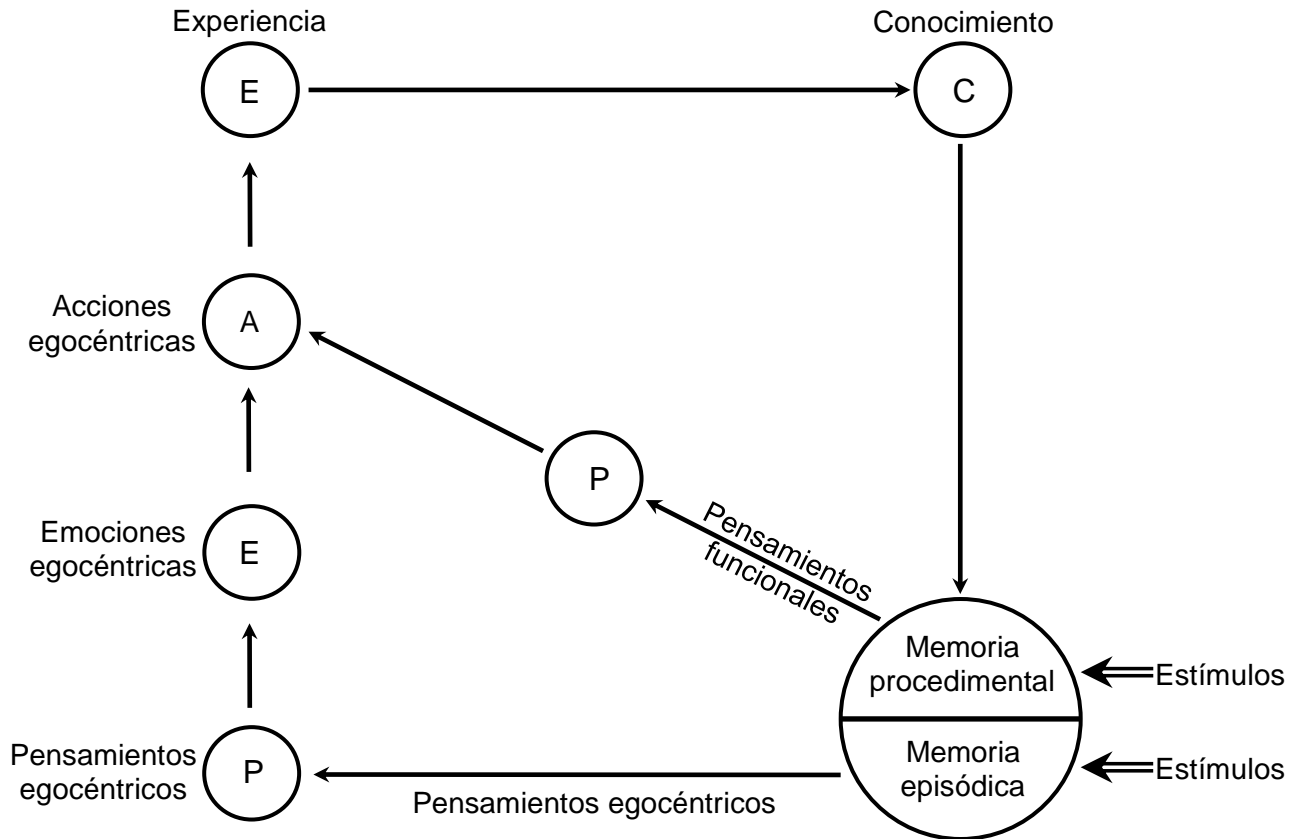 Experiencia
Conocimiento
E
C
Acciones
egocéntricas
A
P
Pensamientos
funcionales
Emociones
egocéntricas
E
Memoria
procedimental
Estímulos
Memoria
episódica
Estímulos
Pensamientos
egocéntricos
P
Pensamientos egocéntricos